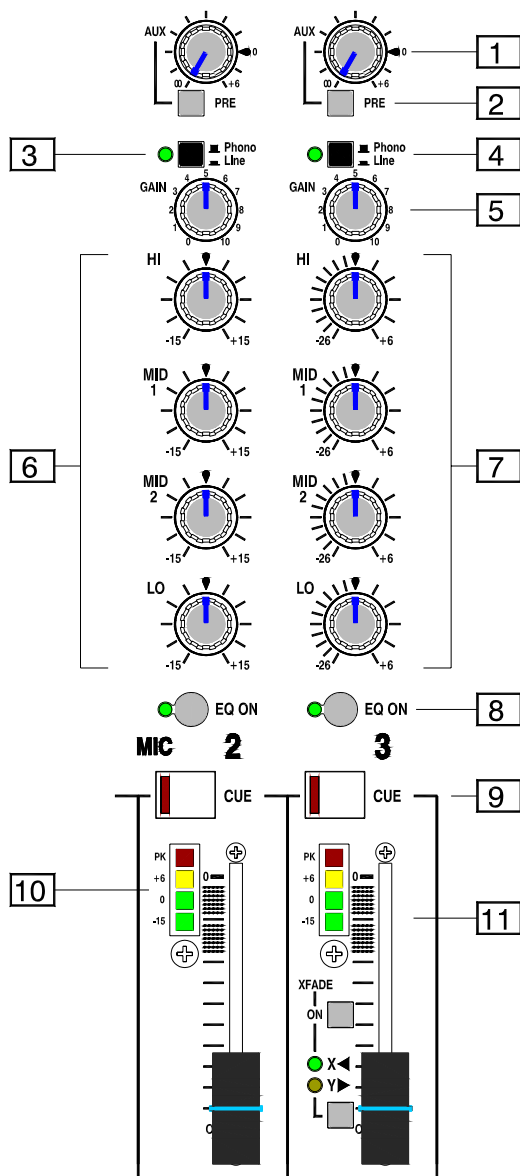 AUX 0 AUX 0 1
∞ +6 ∞ +6
PRE PRE 2
3 Phono Phono 4
Line Line
GAIN 0 1 2 3 4 5 6 7 8 9 10 GAIN 0 1 2 3 4 5 6 7 8 9 10 5
HI HI
-15 +15 -26 +6
MID 1 MID 1
-15 +15 -26 +6
6 7
MID 2 MID 2
-15 +15 -26 +6
LO LO
-15 +15 -26 +6
EQ ON EQ ON 8
MIC 2 3
CUE CUE 9
PK PK
+6 0 +6 0
10 0 0 11
-15 -15
XFADE
ON
X
Y